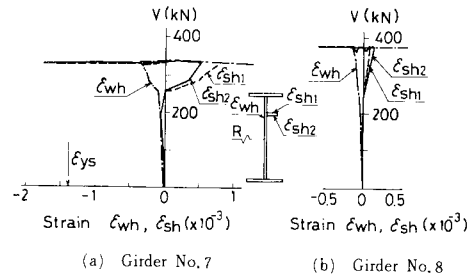 V (kN)
400
εsh1
εwh
εsh2
200
εys
-2 -1 0 1
Strain εwh, εsh (x10⁻³)
(a) Girder No. 7
εwh
εsh1
εsh2
R
V (kN)
400
εwh
εsh2
εsh1
200
-0.5 0 0.5
Strain εwh, εsh (x10⁻³)
(b) Girder No. 8